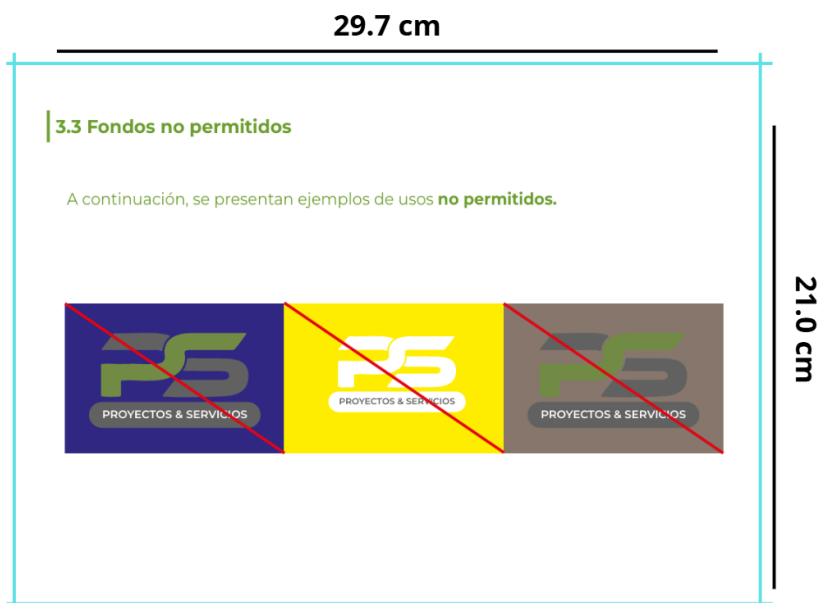 29.7 cm
3.3 Fondos no permitidos
A continuación, se presentan ejemplos de usos no permitidos.
PS
PROYECTOS & SERVICIOS
PS
PROYECTOS & SERVICIOS
PS
PROYECTOS & SERVICIOS
21.0 cm